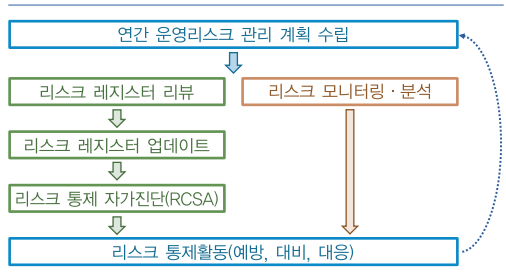 연간 운영리스크 관리 계획 수립
리스크 레지스터 리뷰
리스크 모니터링·분석
리스크 레지스터 업데이트
리스크 통제 자가진단(RCSA)
리스크 통제활동(예방, 대비, 대응)